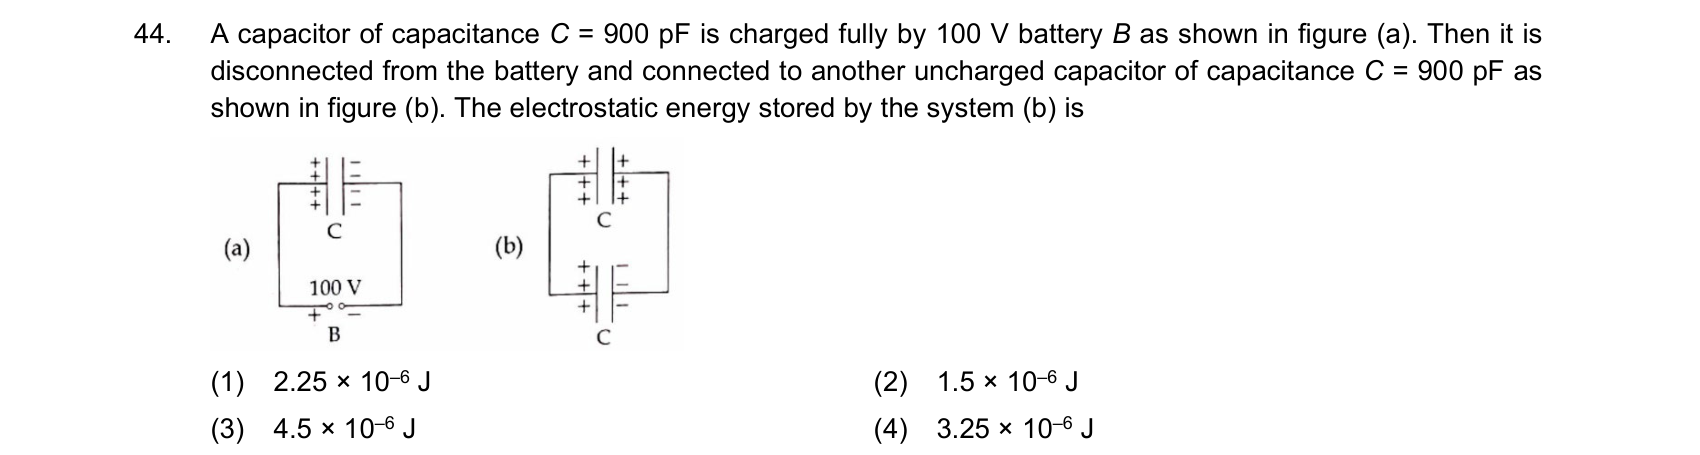 44. A capacitor of capacitance C = 900 pF is charged fully by 100 V battery B as shown in figure (a). Then it is
disconnected from the battery and connected to another uncharged capacitor of capacitance C = 900 pF as
shown in figure (b). The electrostatic energy stored by the system (b) is
(a)
+ + + +
– – – –
C
100 V
+ –
B
(b)
+ + +
+ + +
C
+ + +
– – –
C
(1) 2.25 × 10⁻⁶ J (2) 1.5 × 10⁻⁶ J
(3) 4.5 × 10⁻⁶ J (4) 3.25 × 10⁻⁶ J